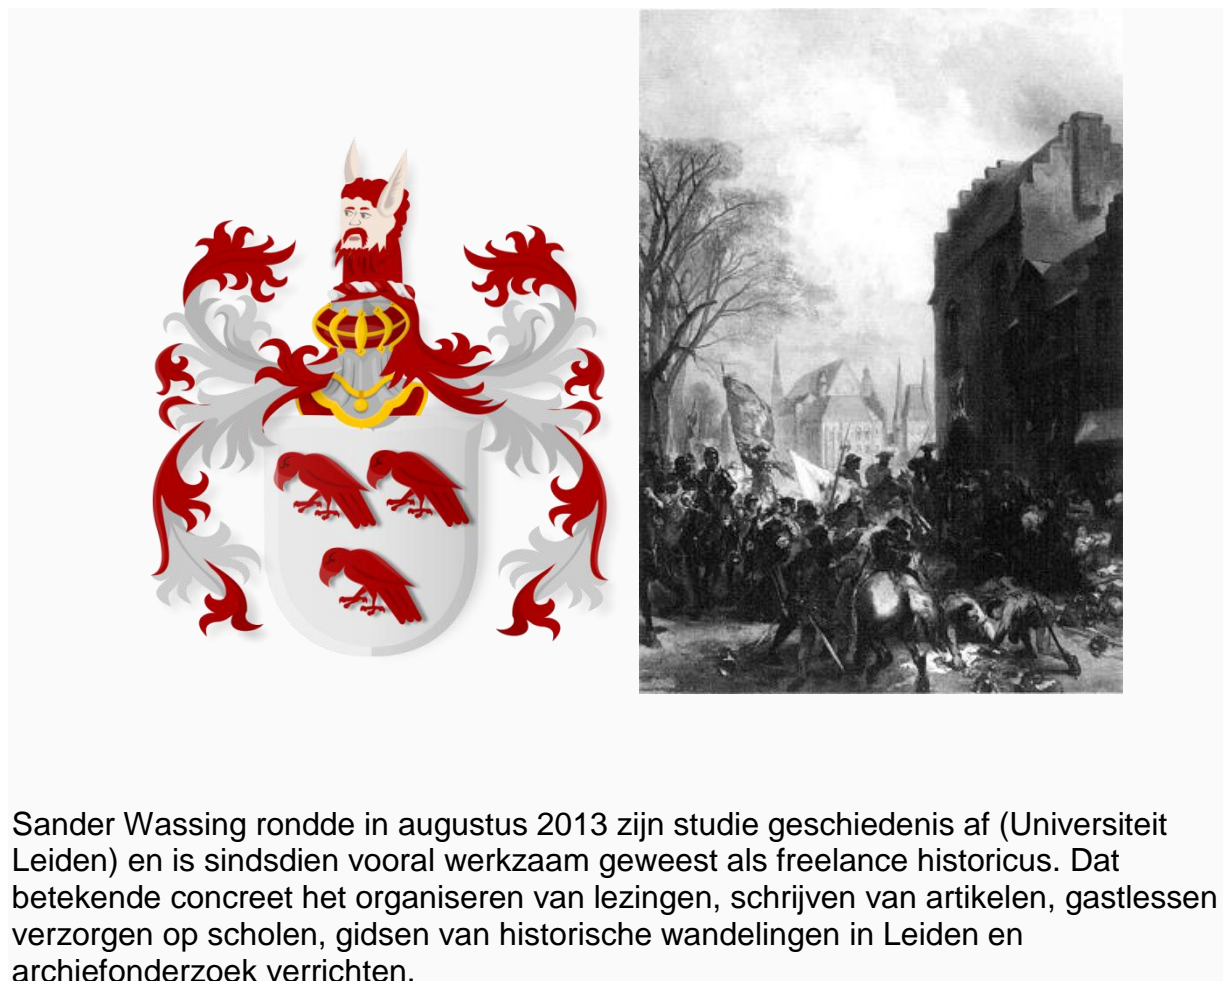 Sander Wassing rondde in augustus 2013 zijn studie geschiedenis af (Universiteit
Leiden) en is sindsdien vooral werkzaam geweest als freelance historicus. Dat
betekende concreet het organiseren van lezingen, schrijven van artikelen, gastlessen
verzorgen op scholen, gidsen van historische wandelingen in Leiden en
archiefonderzoek verrichten.